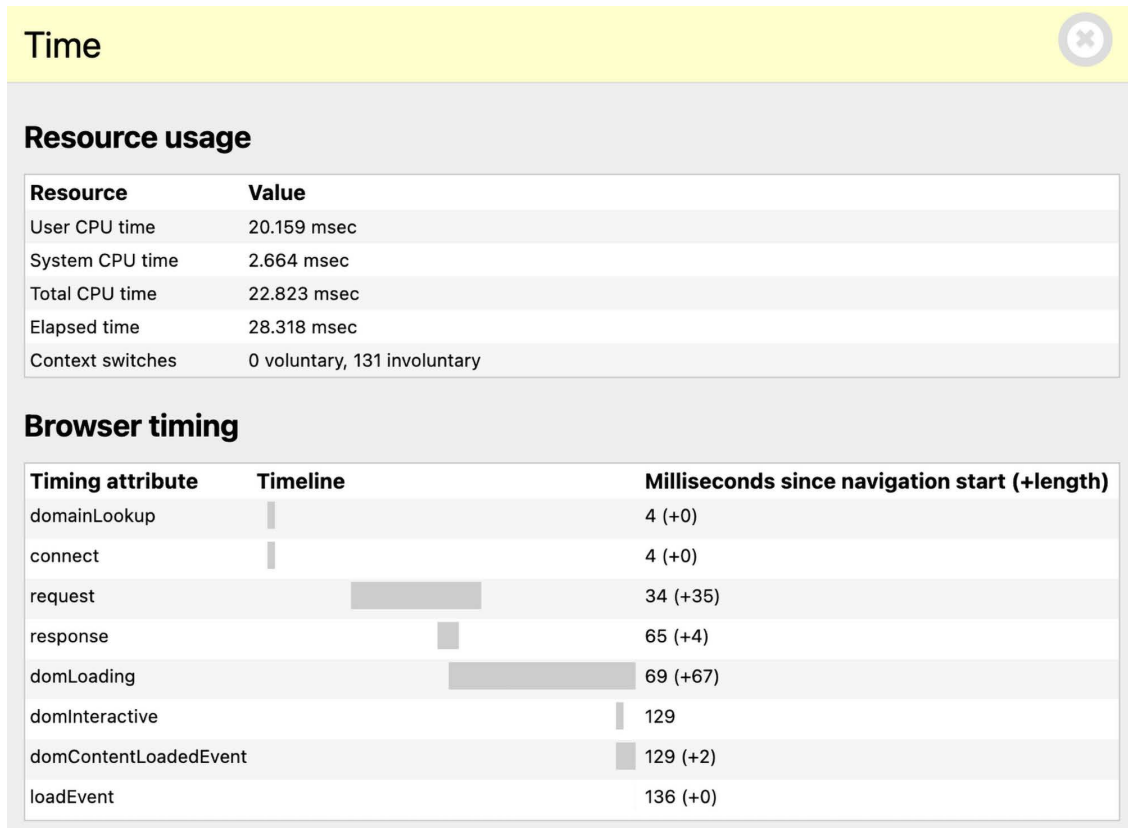 Time
Resource usage
Resource Value
User CPU time 20.159 msec
System CPU time 2.664 msec
Total CPU time 22.823 msec
Elapsed time 28.318 msec
Context switches 0 voluntary, 131 involuntary
Browser timing
Timing attribute Timeline Milliseconds since navigation start (+length)
domainLookup 4 (+0)
connect 4 (+0)
request 34 (+35)
response 65 (+4)
domLoading 69 (+67)
domInteractive 129
domContentLoadedEvent 129 (+2)
loadEvent 136 (+0)